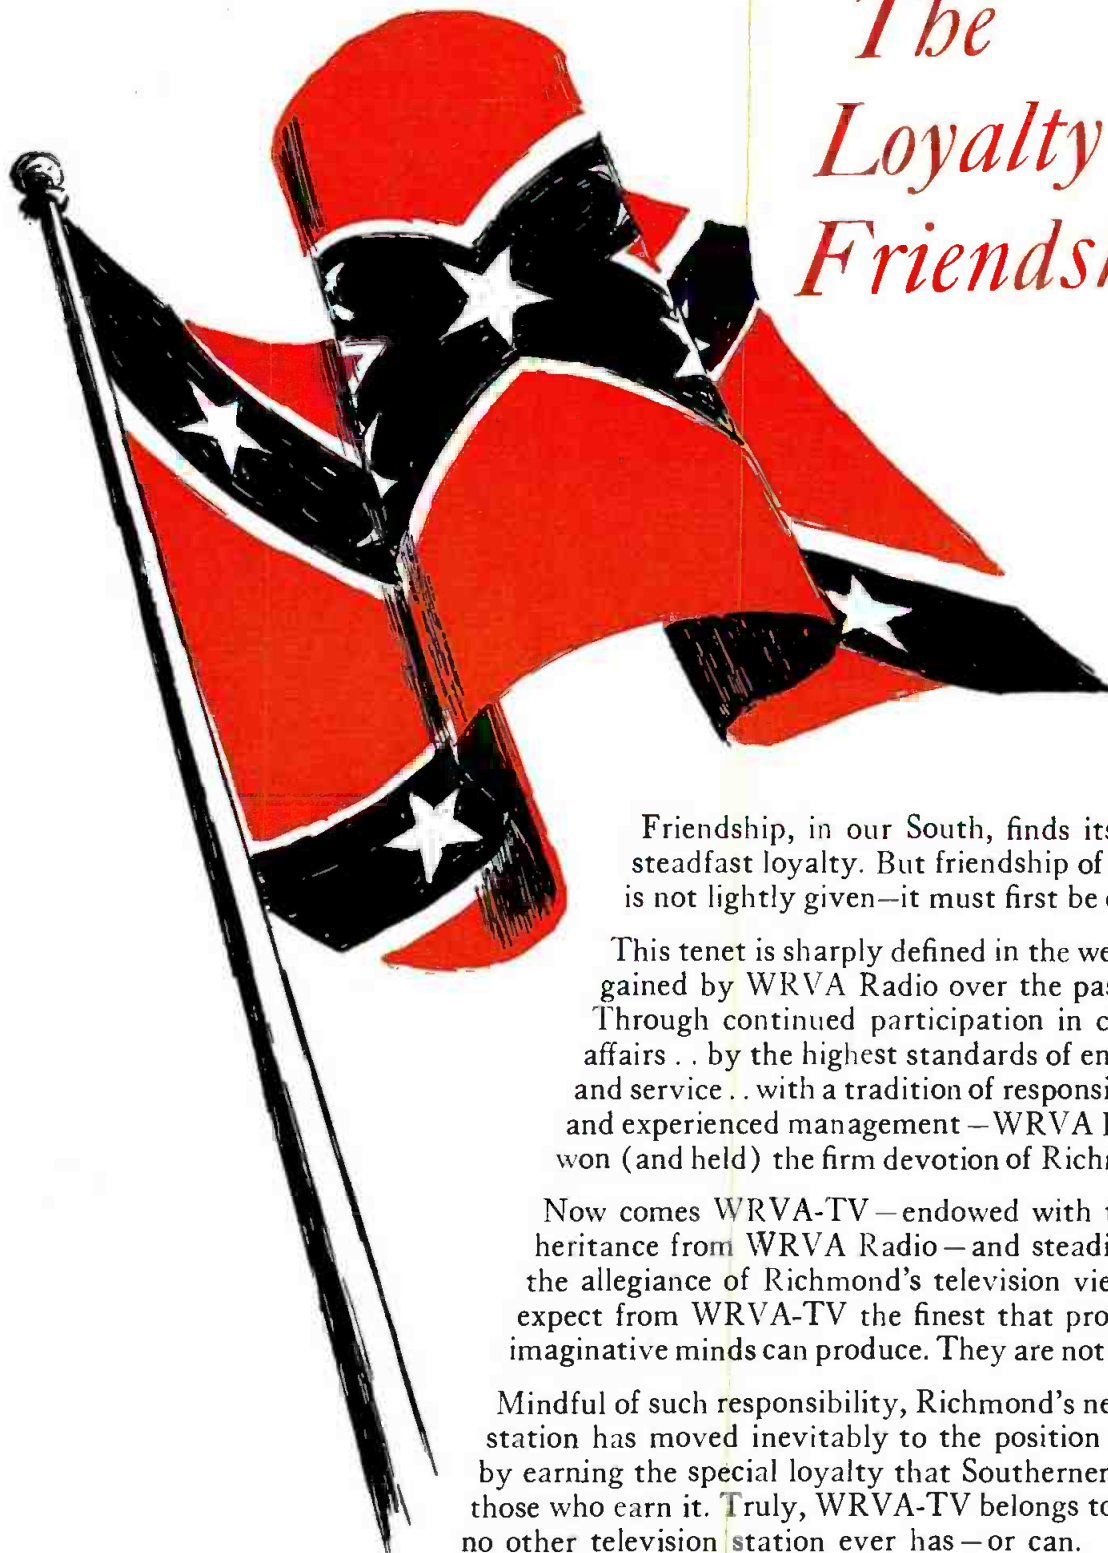 The
Loyalty
Friendsh
Friendship, in our South, finds its
steadfast loyalty. But friendship of
is not lightly given—it must first be
This tenet is sharply defined in the we
gained by WRVA Radio over the pas
Through continued participation in c
affairs . . by the highest standards of en
and service . . with a tradition of responsi
and experienced management—WRVA
won (and held) the firm devotion of Richm
Now comes WRVA-TV—endowed with
heritance from WRVA Radio—and steadi
the allegiance of Richmond's television vie
expect from WRVA-TV the finest that pro
imaginative minds can produce. They are not
Mindful of such responsibility, Richmond's ne
station has moved inevitably to the position
by earning the special loyalty that Southerner
those who earn it. Truly, WRVA-TV belongs to
no other television station ever has—or can.